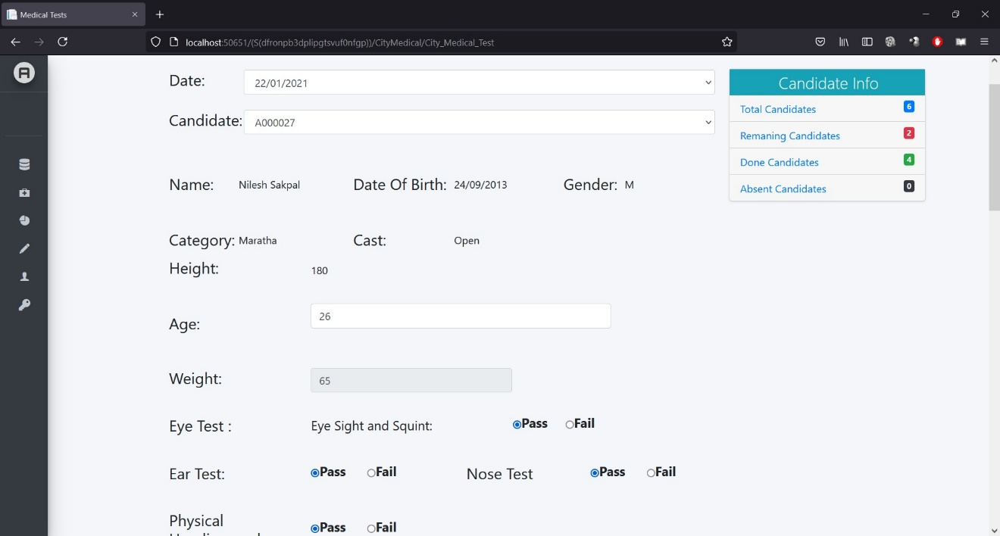 Medical Tests
localhost:50651/(S(dfronpb3dplipgtsvuf0nfgp))/CityMedical/City_Medical_Test
A
Date: 22/01/2021
Candidate: A000027
Candidate Info
Total Candidates 6
Remaning Candidates 2
Done Candidates 4
Absent Candidates 0
Name: Nilesh Sakpal Date Of Birth: 24/09/2013 Gender: M
Category: Maratha Cast: Open
Height: 180
Age: 26
Weight: 65
Eye Test : Eye Sight and Squint: Pass Fail
Ear Test: Pass Fail Nose Test Pass Fail
Physical Pass Fail